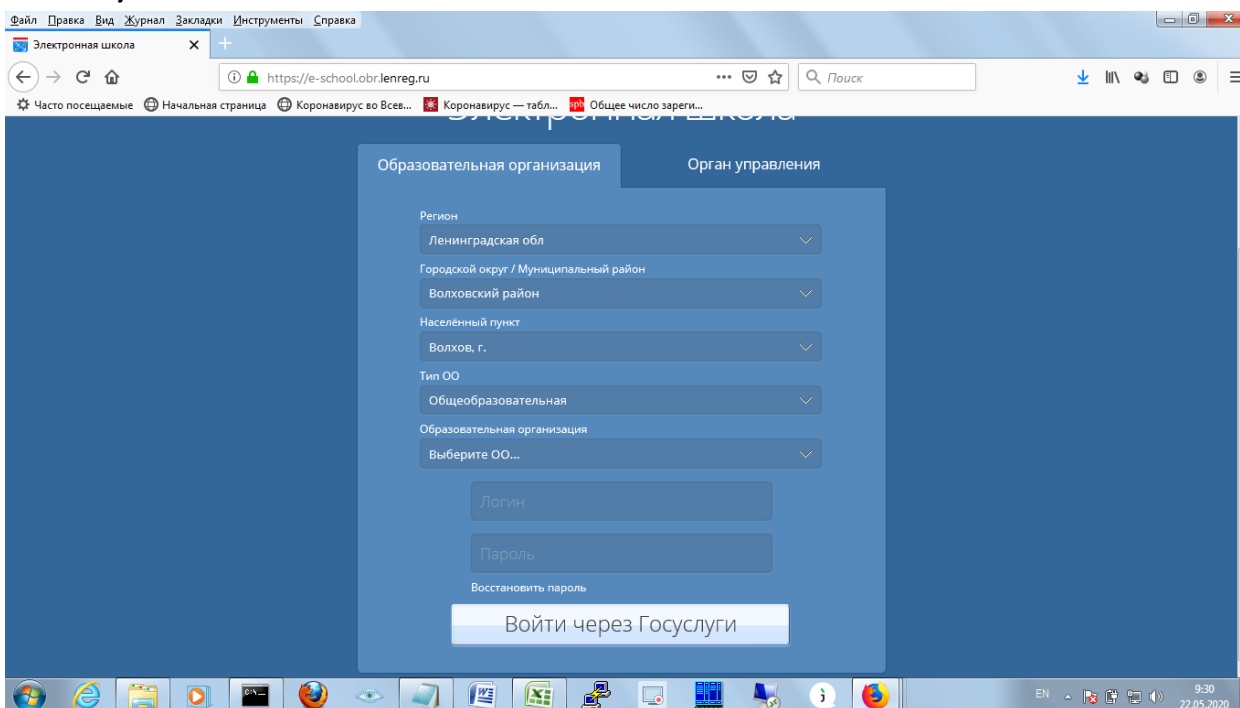 Файл Правка Вид Журнал Закладки Инструменты Справка
Электронная школа
https://e-school.obr.lenreg.ru
Поиск
Часто посещаемые Начальная страница Коронавирус во Всев... Коронавирус — табл... Общее число зареги...
Электронная школа
Образовательная организация Орган управления
Регион
Ленинградская обл
Городской округ / Муниципальный район
Волховский район
Населённый пункт
Волхов, г.
Тип ОО
Общеобразовательная
Образовательная организация
Выберите ОО...
Логин
Пароль
Восстановить пароль
Войти через Госуслуги
EN 9:30
22.05.2020